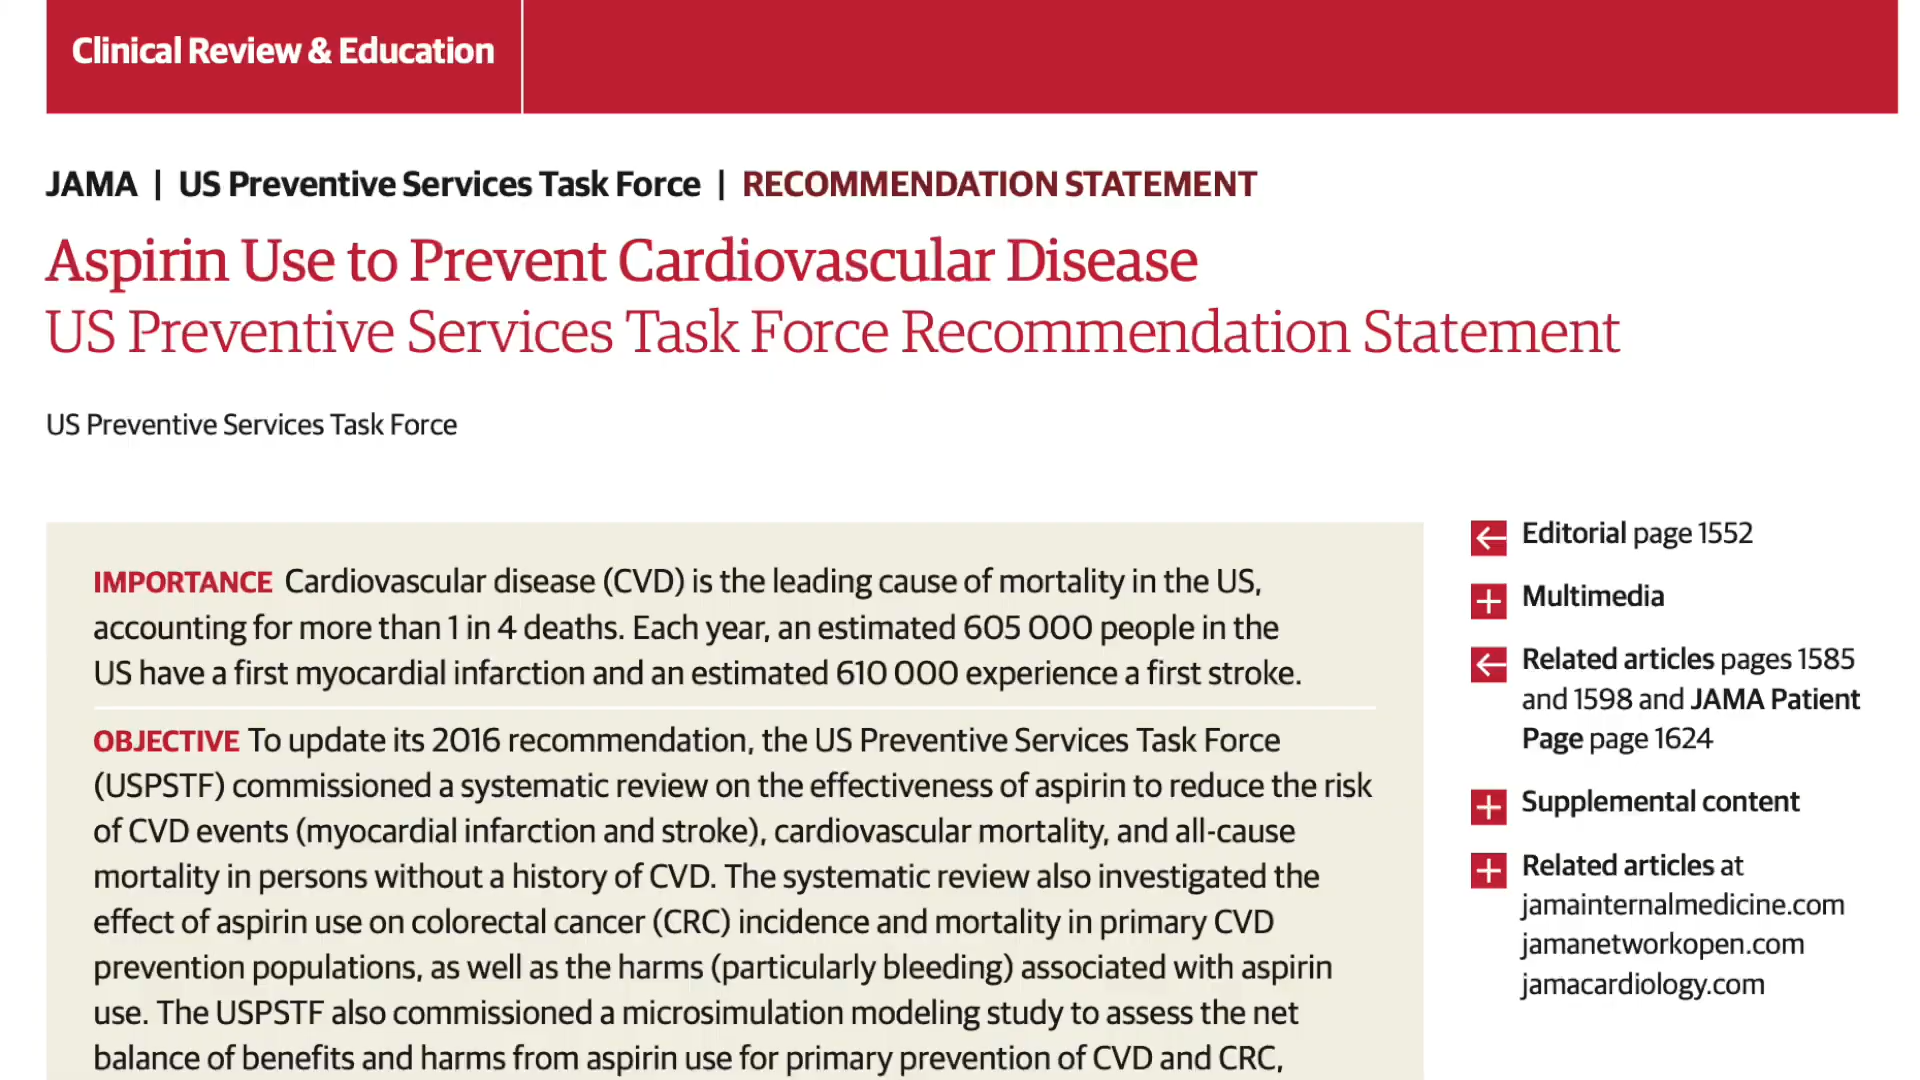 Clinical Review & Education
JAMA | US Preventive Services Task Force | RECOMMENDATION STATEMENT
Aspirin Use to Prevent Cardiovascular Disease
US Preventive Services Task Force Recommendation Statement
US Preventive Services Task Force
IMPORTANCE Cardiovascular disease (CVD) is the leading cause of mortality in the US,
accounting for more than 1 in 4 deaths. Each year, an estimated 605 000 people in the
US have a first myocardial infarction and an estimated 610 000 experience a first stroke.
OBJECTIVE To update its 2016 recommendation, the US Preventive Services Task Force
(USPSTF) commissioned a systematic review on the effectiveness of aspirin to reduce the risk
of CVD events (myocardial infarction and stroke), cardiovascular mortality, and all-cause
mortality in persons without a history of CVD. The systematic review also investigated the
effect of aspirin use on colorectal cancer (CRC) incidence and mortality in primary CVD
prevention populations, as well as the harms (particularly bleeding) associated with aspirin
use. The USPSTF also commissioned a microsimulation modeling study to assess the net
balance of benefits and harms from aspirin use for primary prevention of CVD and CRC,
Editorial page 1552
Multimedia
Related articles pages 1585
and 1598 and JAMA Patient
Page page 1624
Supplemental content
Related articles at
jamainternalmedicine.com
jamanetworkopen.com
jamacardiology.com